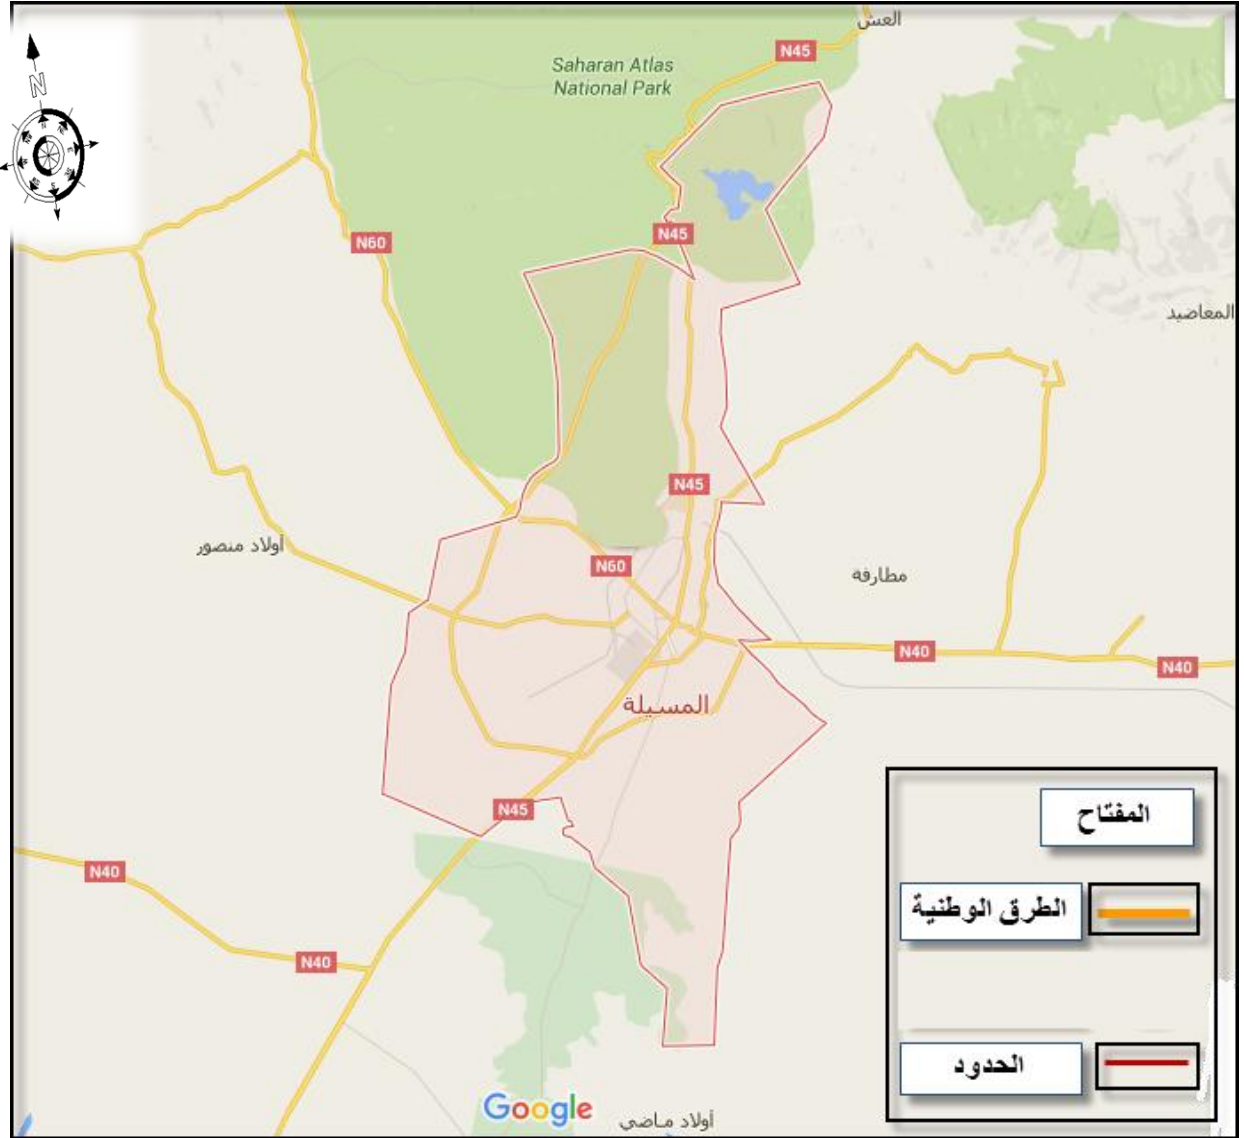 العش
N45
Saharan Atlas
National Park
N
N45
N60
المعاضيد
N45
أولاد منصور
N60
مطارفة
N40
N40
المسيلة
N45
المفتاح
N40
الطرق الوطنية
N40
الحدود
Google
أولاد ماضي